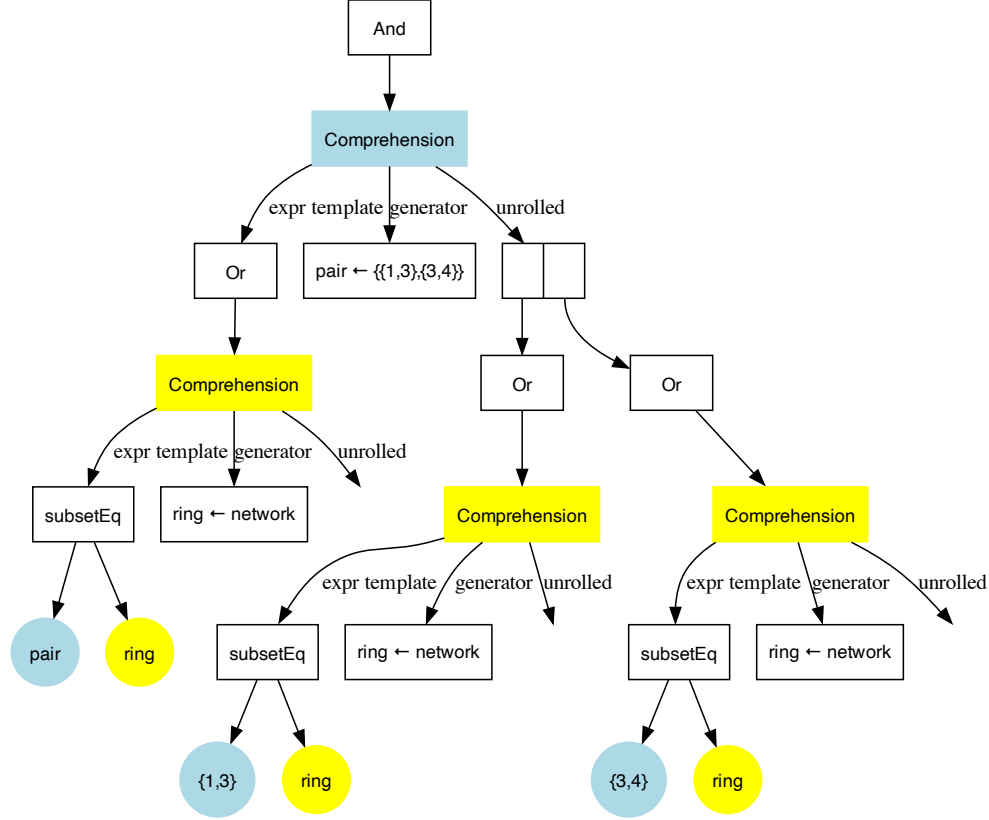 And
Comprehension
expr template generator unrolled
Or
pair ← {{1,3},{3,4}}
Comprehension
Or
Or
expr template generator unrolled
subsetEq
ring ← network
Comprehension
Comprehension
expr template generator unrolled
expr template generator unrolled
pair
ring
subsetEq
ring ← network
subsetEq
ring ← network
{1,3}
ring
{3,4}
ring